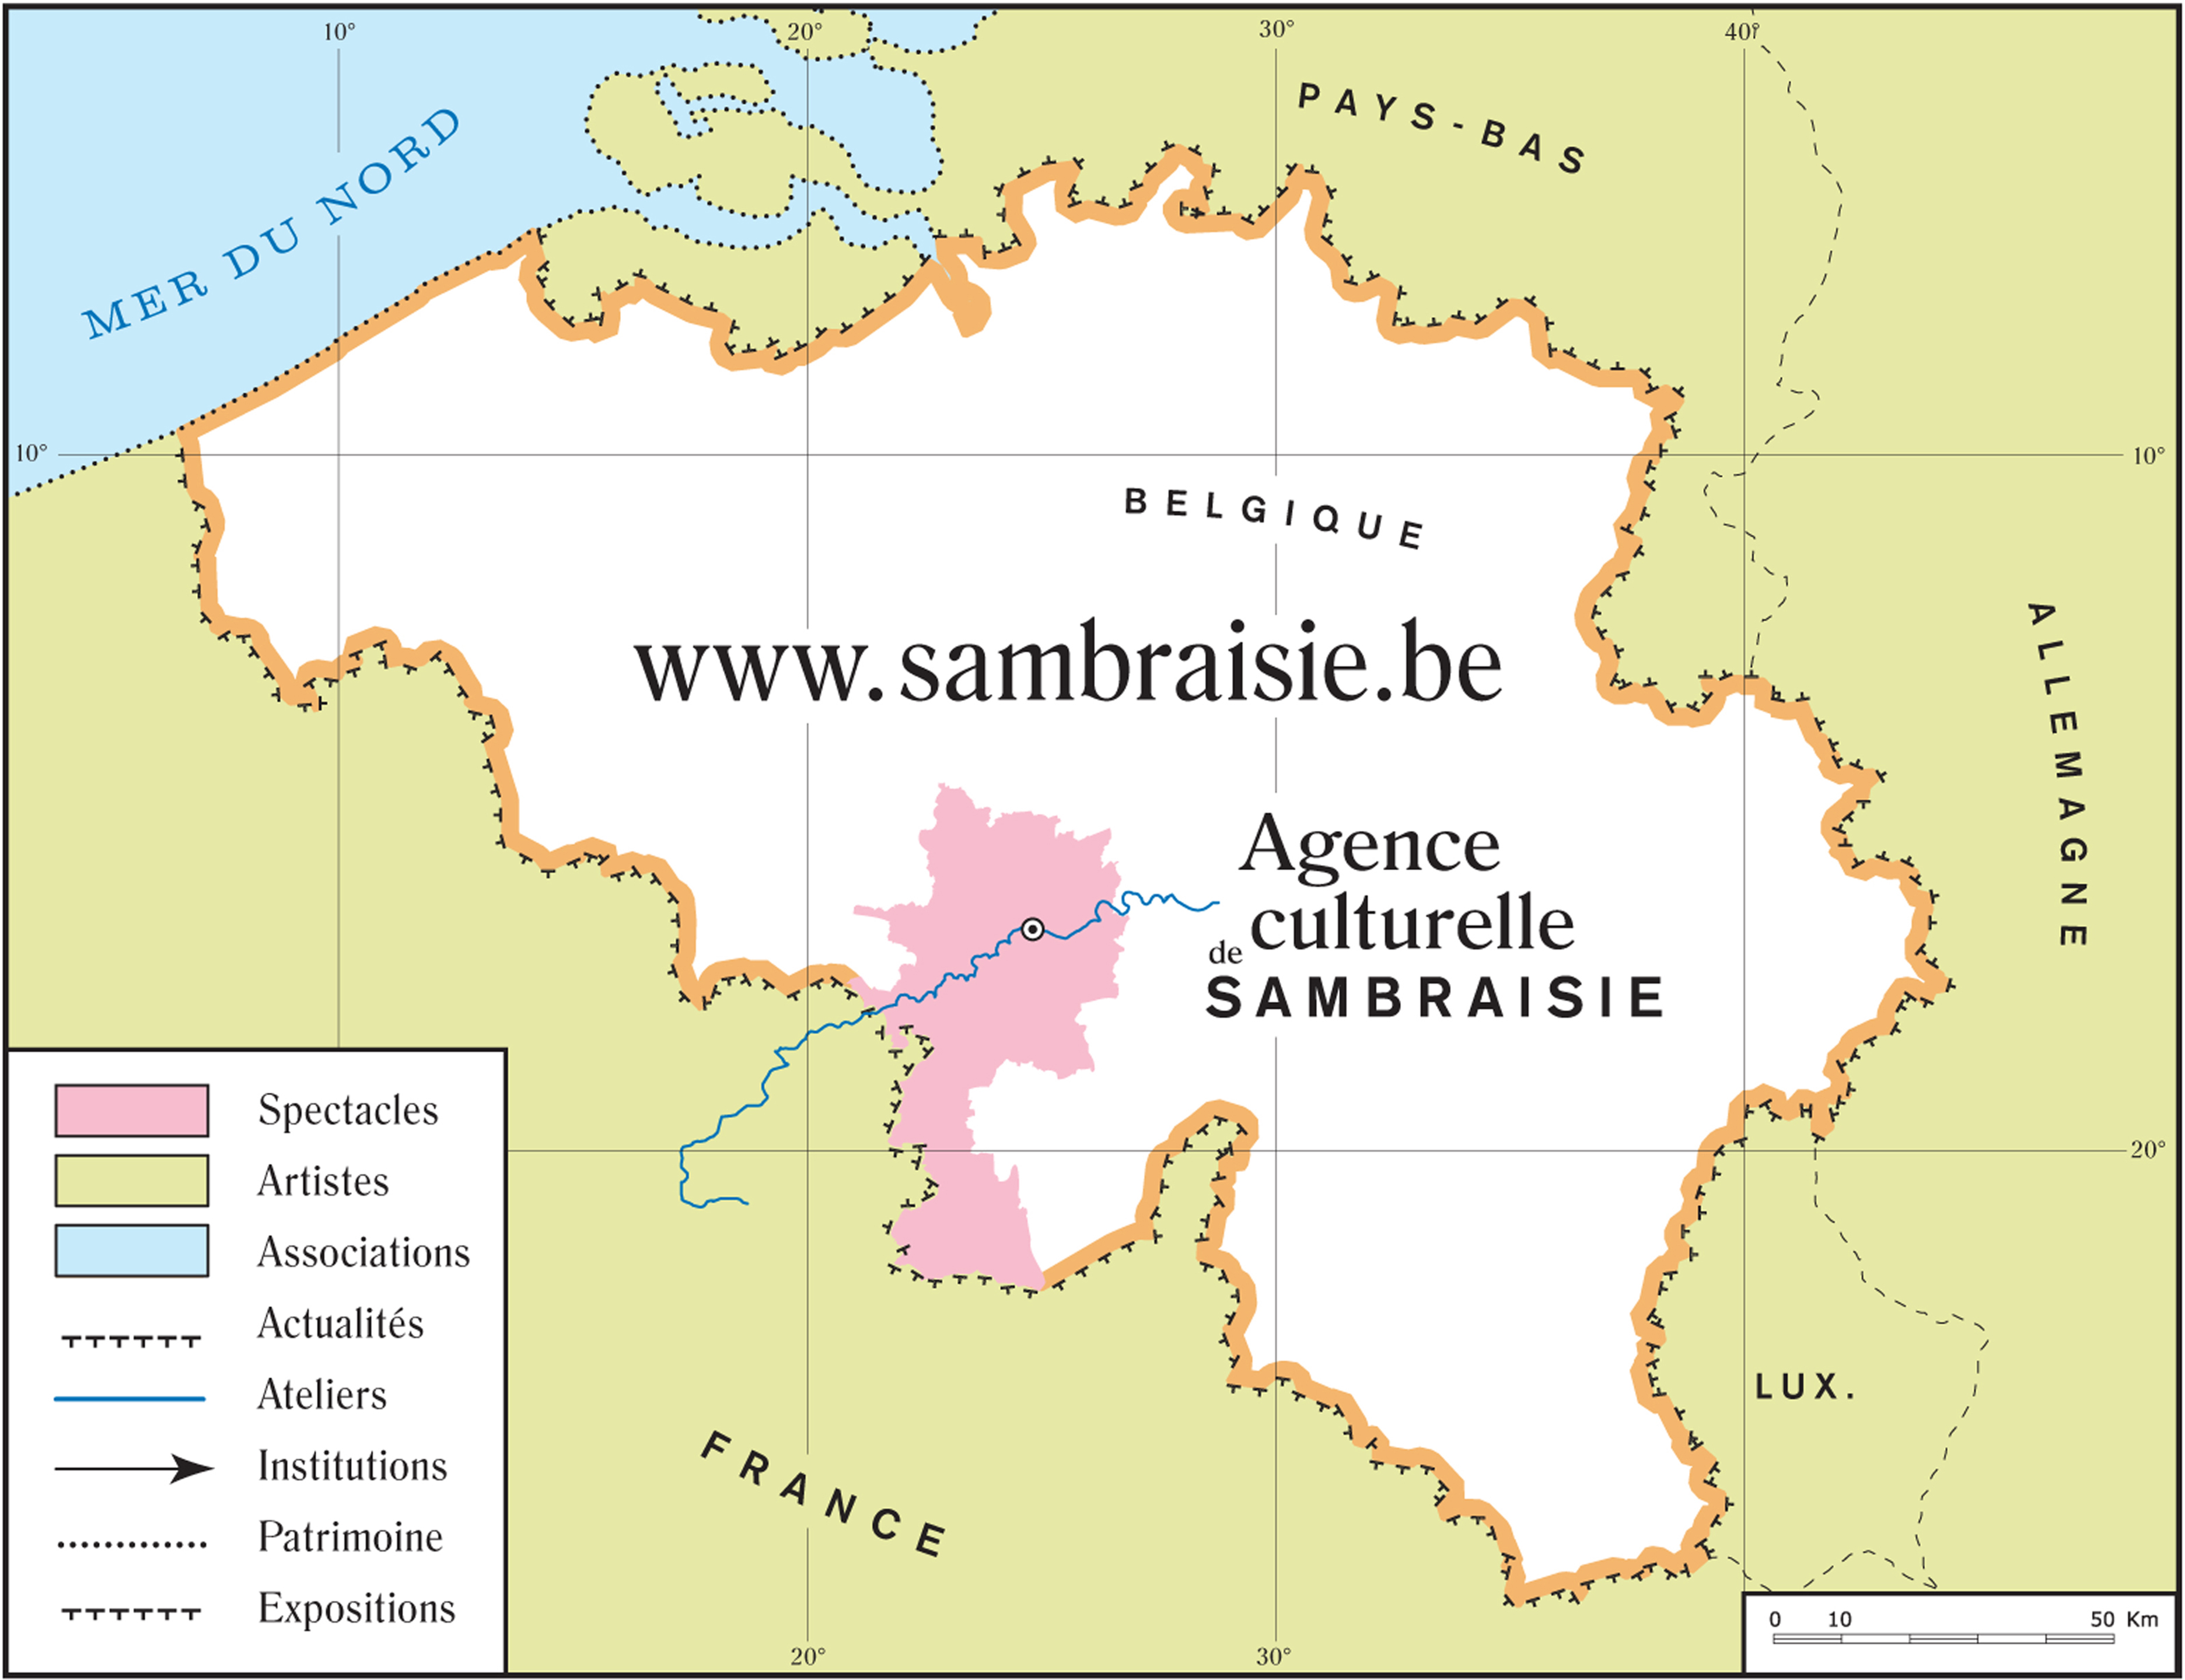 10° 20° 30° 40°
PAYS-BAS
MER DU NORD
10° 10°
BELGIQUE
www.sambraisie.be
ALLEMAGNE
Agence
culturelle
de
SAMBRAISIE
Spectacles
Artistes
Associations
Actualités
Ateliers
Institutions
Patrimoine
Expositions
20°
LUX.
FRANCE
0 10 50 Km
20° 30°